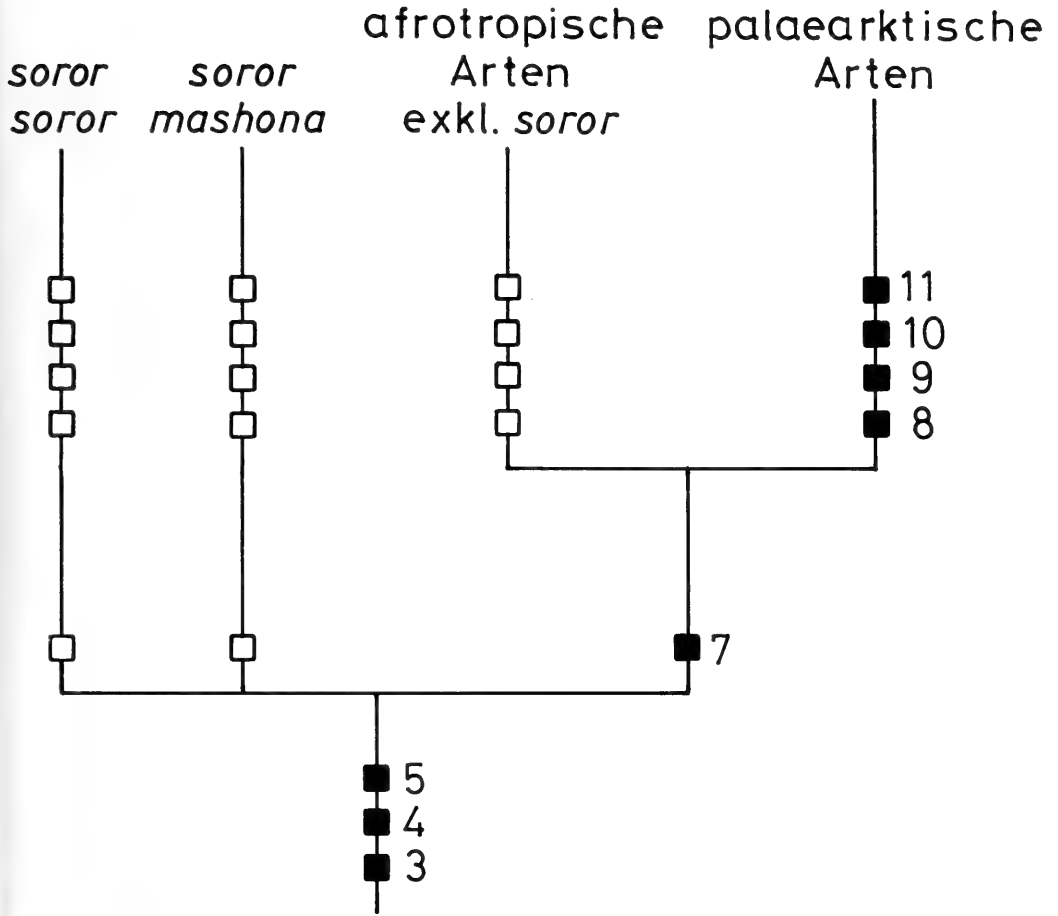 soror
soror
soror
mashona
afrotropische
Arten
exkl. soror
palaearktische
Arten
11
10
9
8
7
5
4
3